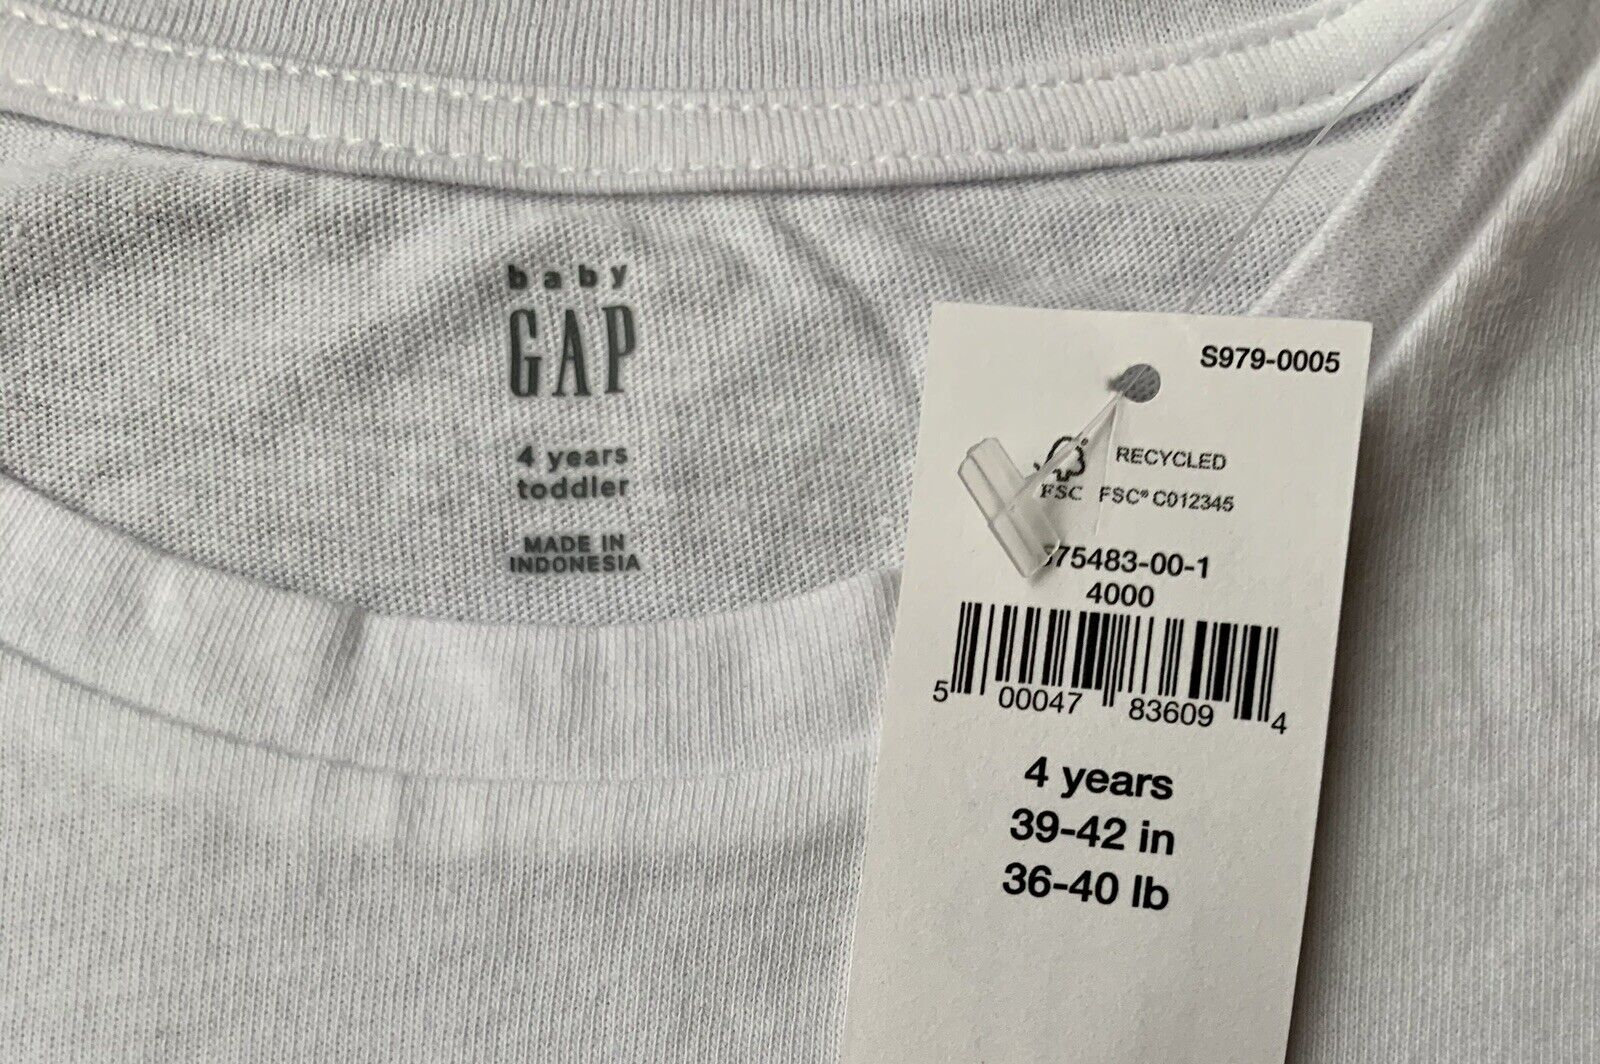 baby
GAP
4 years
toddler
MADE IN
INDONESIA
S979-0005
RECYCLED
FSC FSC® C012345
75483-00-1
4000
5 00047 83609 4
4 years
39-42 in
36-40 lb